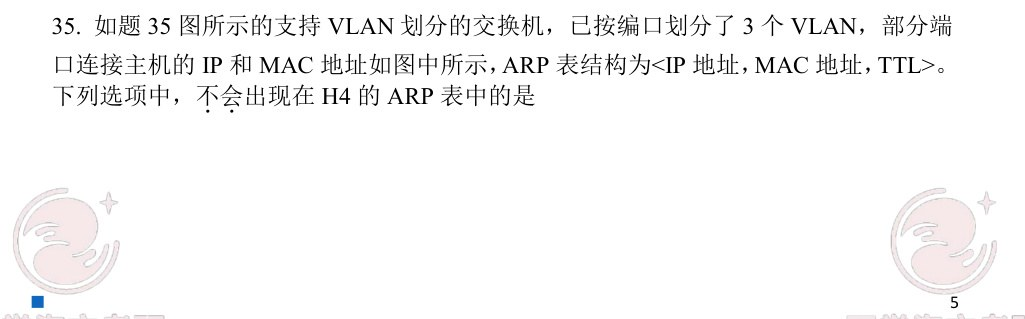 35. 如题 35 图所示的支持 VLAN 划分的交换机，已按编口划分了 3 个 VLAN，部分端
口连接主机的 IP 和 MAC 地址如图中所示，ARP 表结构为<IP 地址，MAC 地址，TTL>。
下列选项中，不会出现在 H4 的 ARP 表中的是
5